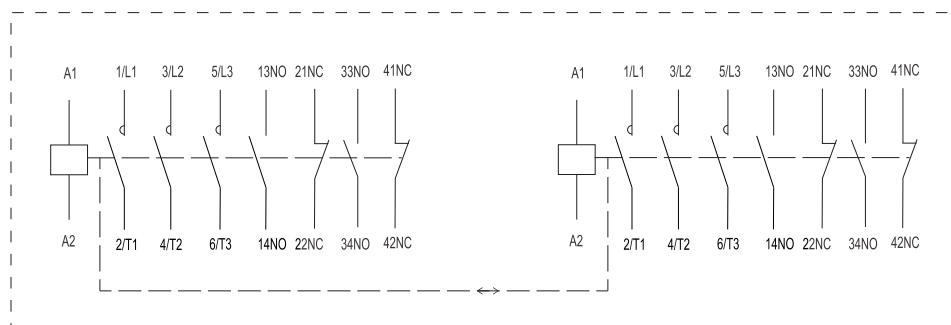 A1 1/L1 3/L2 5/L3 13NO 21NC 33NO 41NC A1 1/L1 3/L2 5/L3 13NO 21NC 33NO 41NC
A2 2/T1 4/T2 6/T3 14NO 22NC 34NO 42NC A2 2/T1 4/T2 6/T3 14NO 22NC 34NO 42NC